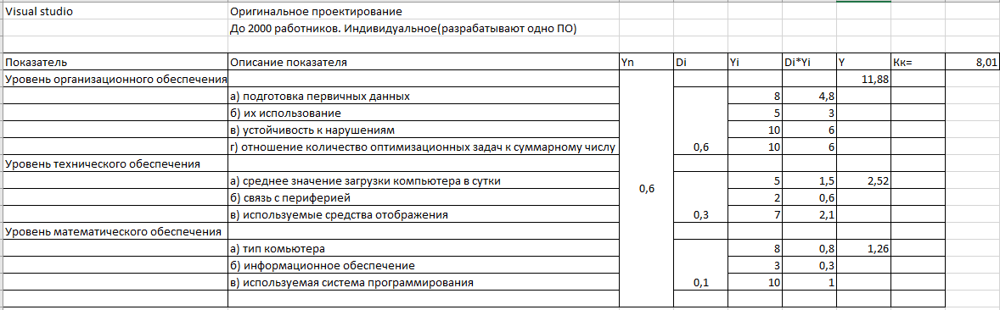 Visual studio Оригинальное проектирование
До 2000 работников. Индивидуальное(разрабатывают одно ПО)
Показатель Описание показателя Yn Di Yi Di*Yi Y Кк= 8,01
Уровень организационного обеспечения 11,88
а) подготовка первичных данных 8 4,8
б) их использование 5 3
в) устойчивость к нарушениям 10 6
г) отношение количество оптимизационных задач к суммарному числу 0,6 10 6
Уровень технического обеспечения
а) среднее значение загрузки компьютера в сутки 5 1,5 2,52
0,6
б) связь с периферией 2 0,6
в) используемые средства отображения 0,3 7 2,1
Уровень математического обеспечения
а) тип комьютера 8 0,8 1,26
б) информационное обеспечение 3 0,3
в) используемая система программирования 0,1 10 1